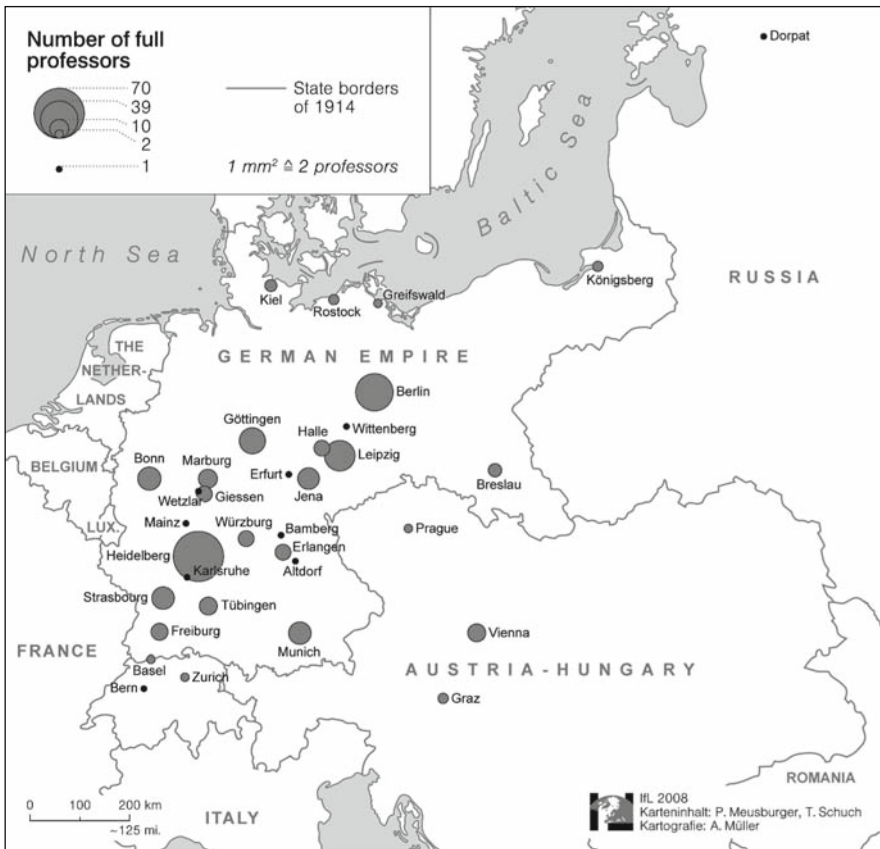 Number of full
professors
70
39
10
2
1
State borders
of 1914
1 mm² ≙ 2 professors
Dorpat
Baltic Sea
North Sea
RUSSIA
Königsberg
Kiel
Rostock
Greifswald
THE
NETHER-
LANDS
GERMAN EMPIRE
Berlin
Göttingen
Halle
Wittenberg
Leipzig
BELGIUM
Bonn
Marburg
Erfurt
Jena
Breslau
Wetzlar
Giessen
LUX.
Mainz
Würzburg
Bamberg
Prague
Erlangen
Heidelberg
Altdorf
Karlsruhe
Strasbourg
Tübingen
Freiburg
Munich
Vienna
FRANCE
Basel
Zurich
AUSTRIA-HUNGARY
Bern
Graz
ROMANIA
0 100 200 km
~125 mi.
ITALY
IfL 2008
Karteninhalt: P. Meusburger, T. Schuch
Kartografie: A. Müller